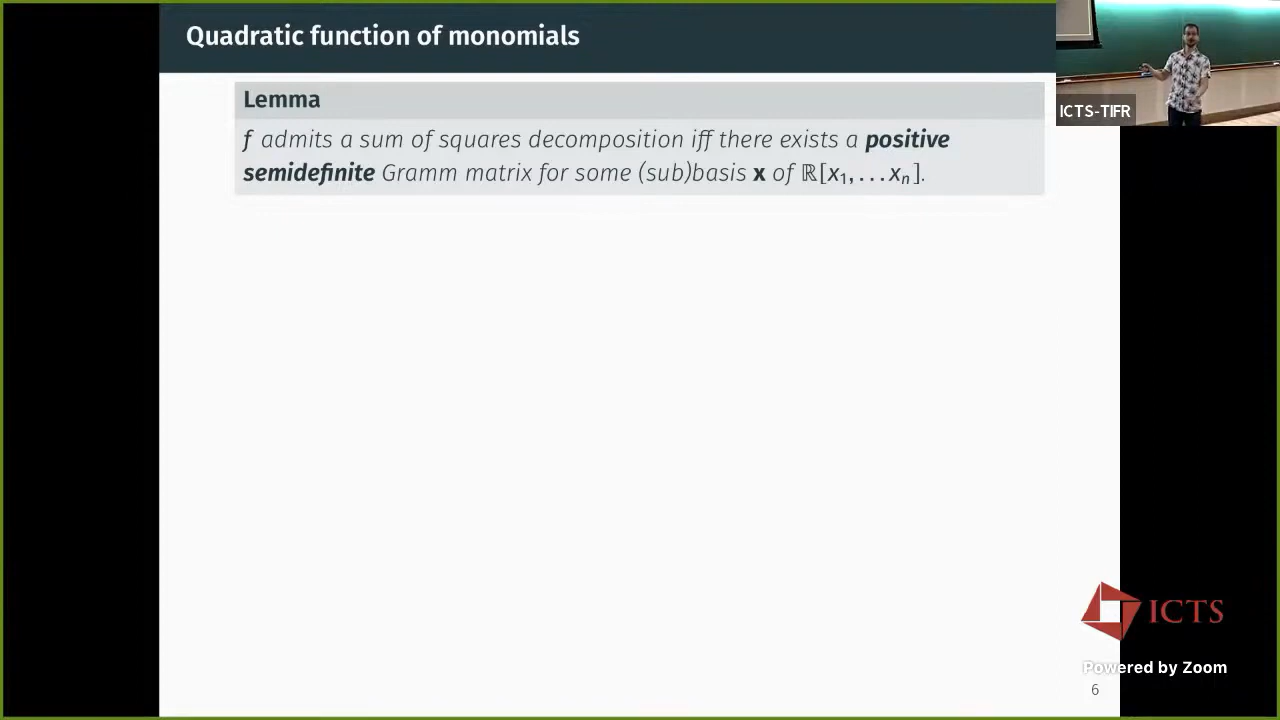 Quadratic function of monomials
Lemma
f admits a sum of squares decomposition iff there exists a positive
semidefinite Gramm matrix for some (sub)basis x of ℝ[x₁, … xₙ].
ICTS-TIFR
ICTS
Powered by Zoom
6